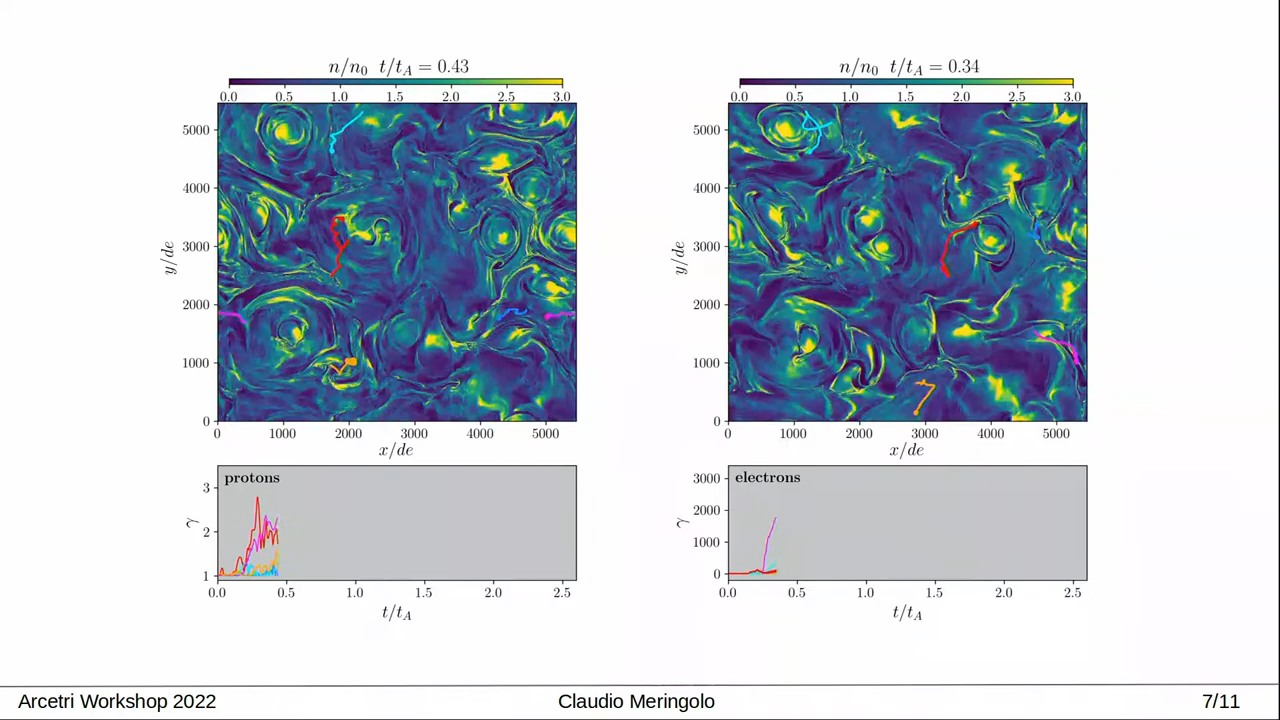 n/n₀ t/t_A = 0.43
0.0 0.5 1.0 1.5 2.0 2.5 3.0
5000
4000
3000
2000
1000
0
y/de
0 1000 2000 3000 4000 5000
x/de
protons
3
2
1
γ
0.0 0.5 1.0 1.5 2.0 2.5
t/t_A
n/n₀ t/t_A = 0.34
0.0 0.5 1.0 1.5 2.0 2.5 3.0
5000
4000
3000
2000
1000
0
y/de
0 1000 2000 3000 4000 5000
x/de
electrons
3000
2000
1000
0
γ
0.0 0.5 1.0 1.5 2.0 2.5
t/t_A
Arcetri Workshop 2022
Claudio Meringolo
7/11